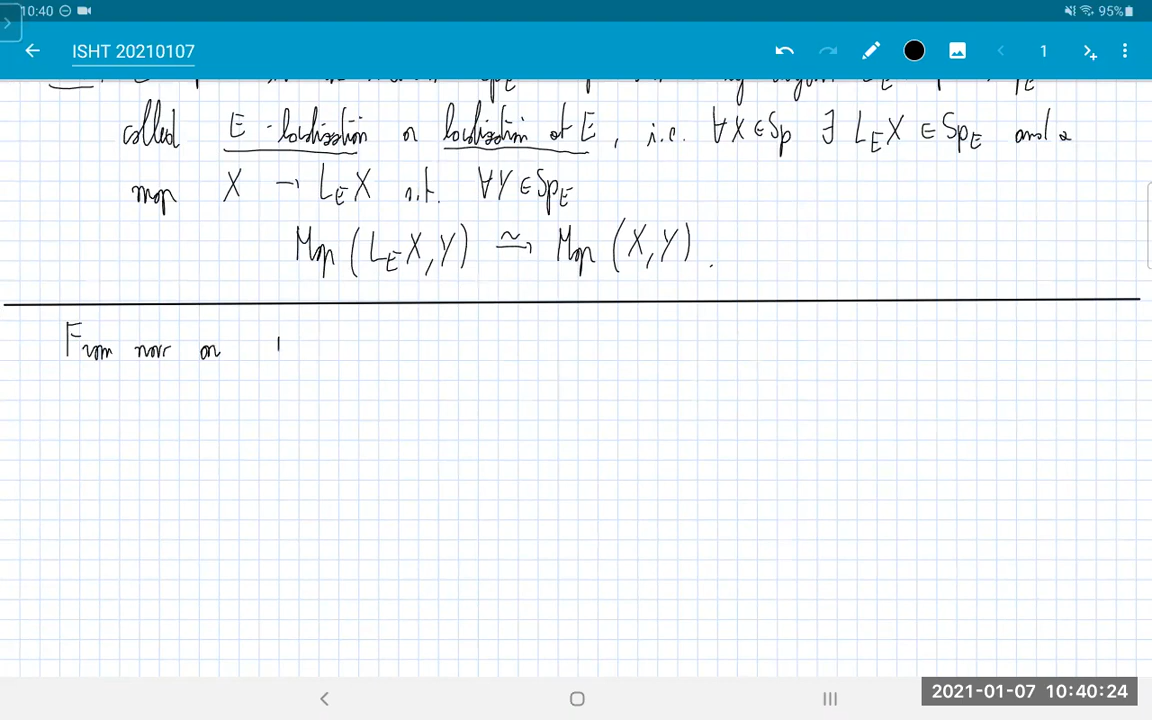 10:40
95%
ISHT 20210107
1
called E-localisation or localisation at E, i.e. ∀X∈Sp ∃ L_E X ∈ Sp_E and a
map X → L_E X s.t. ∀Y∈Sp_E
Map (L_E X, Y) ≃ Map (X, Y).
From now on
2021-01-07 10:40:24